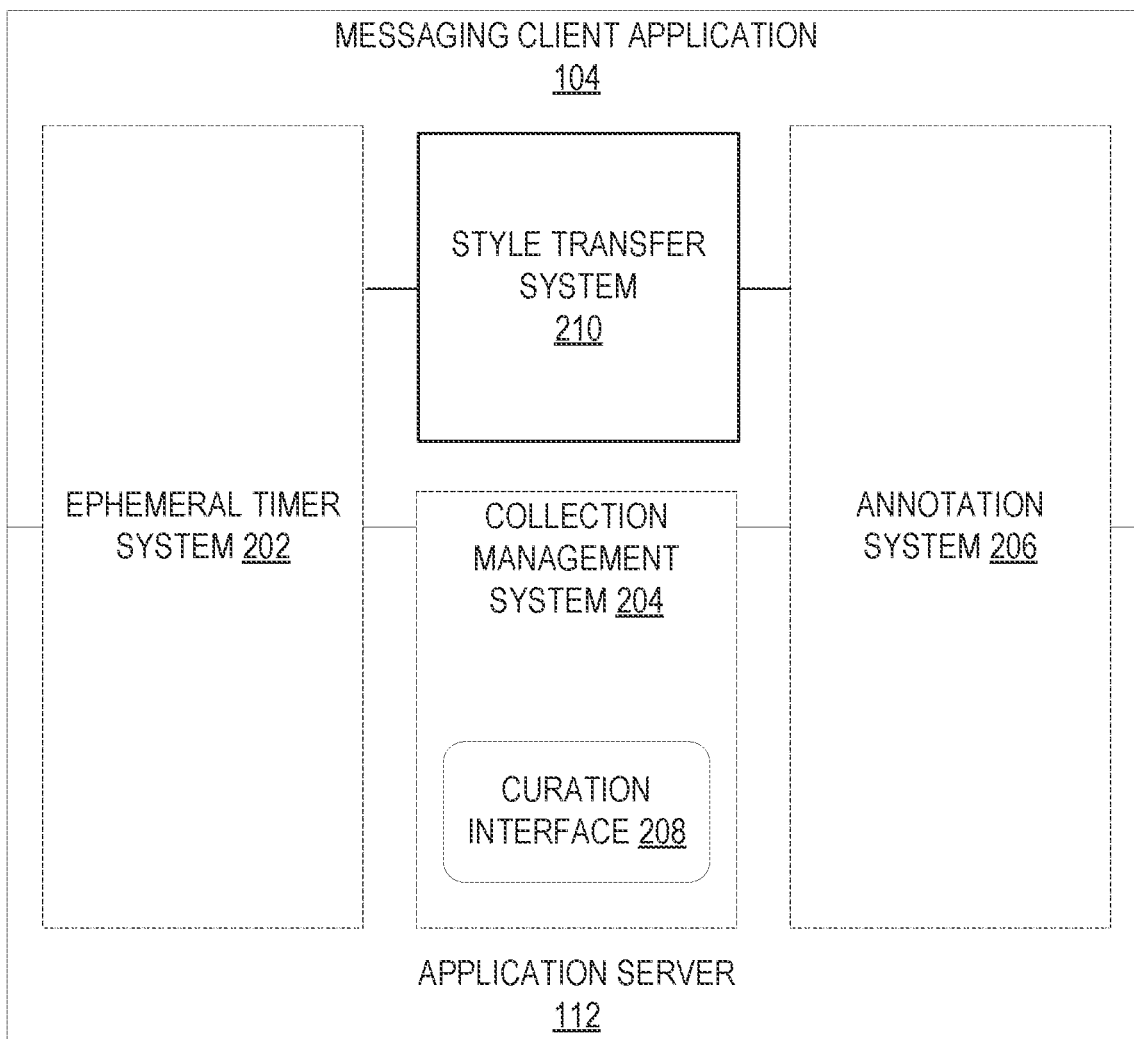 MESSAGING CLIENT APPLICATION
104
STYLE TRANSFER
SYSTEM
210
EPHEMERAL TIMER
SYSTEM 202
COLLECTION
MANAGEMENT
SYSTEM 204
CURATION
INTERFACE 208
ANNOTATION
SYSTEM 206
APPLICATION SERVER
112